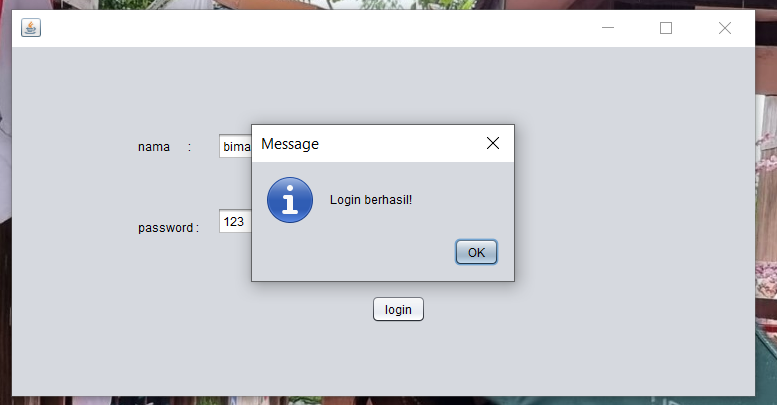 Message
nama :
bima
Login berhasil!
password :
123
OK
login